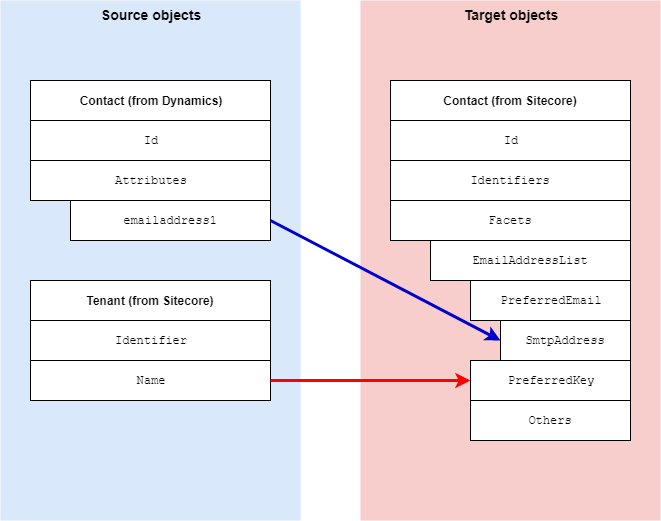 Source objects
Contact (from Dynamics)
Id
Attributes
emailaddress1
Tenant (from Sitecore)
Identifier
Name
Target objects
Contact (from Sitecore)
Id
Identifiers
Facets
EmailAddressList
PreferredEmail
SmtpAddress
PreferredKey
Others